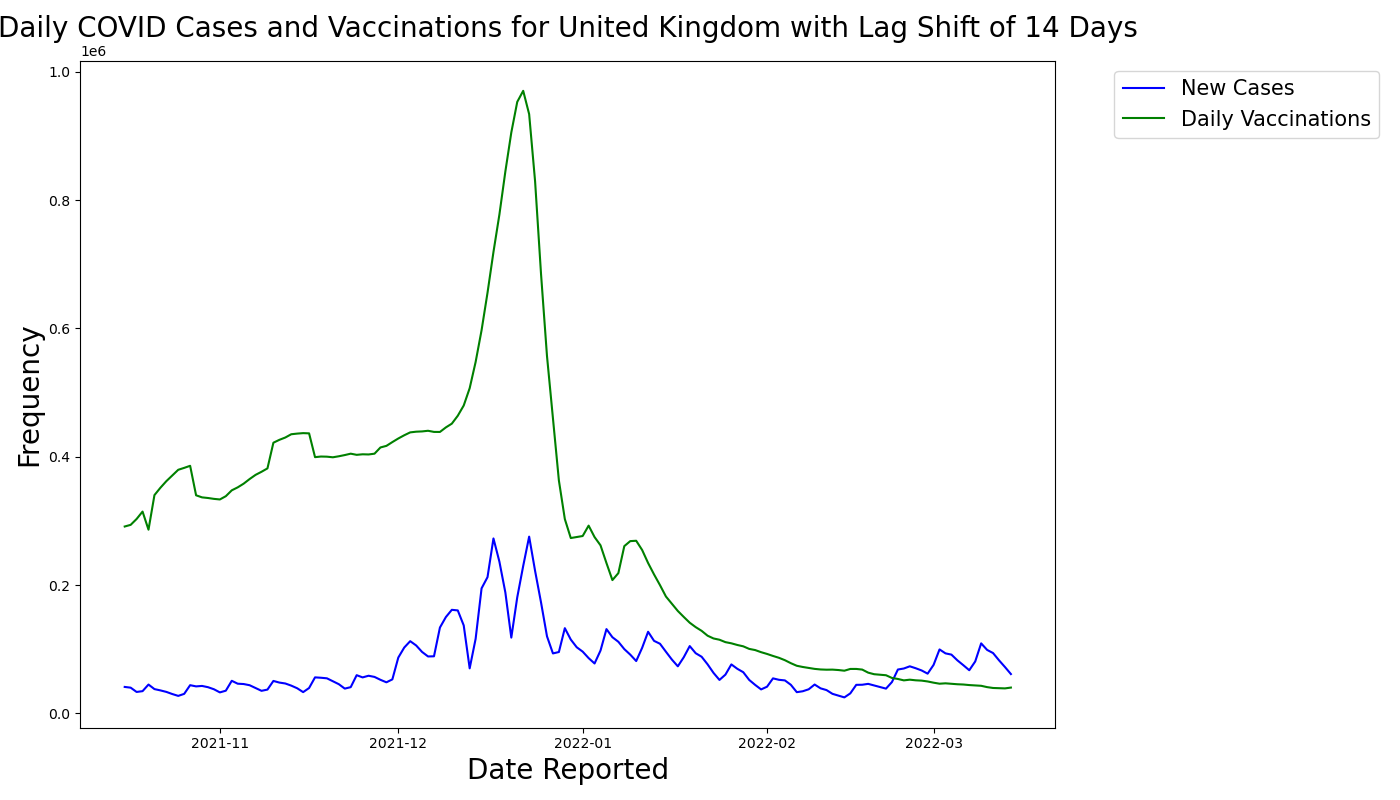 Daily COVID Cases and Vaccinations for United Kingdom with Lag Shift of 14 Days
1e6
New Cases
Daily Vaccinations
1.0
0.8
0.6
0.4
0.2
0.0
Frequency
2021-11 2021-12 2022-01 2022-02 2022-03
Date Reported